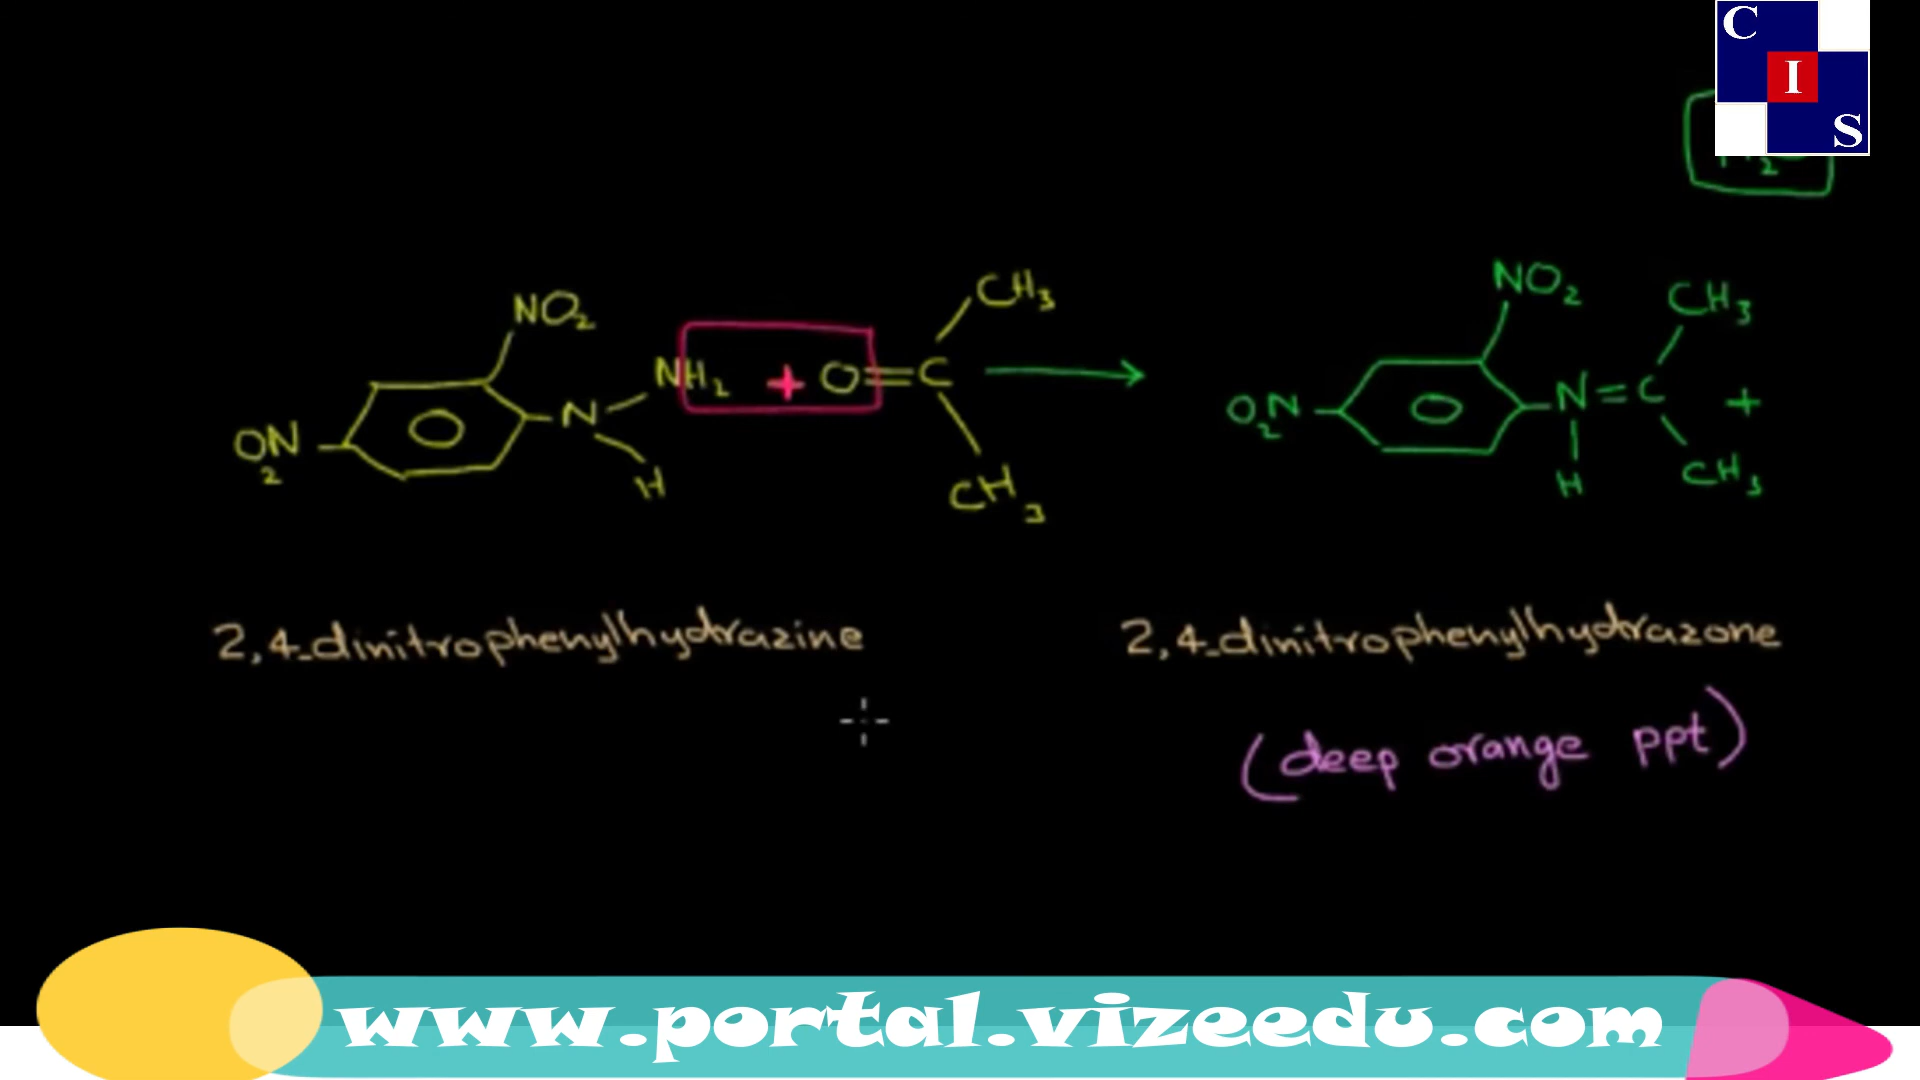 C
I
S
NO2
CH3
NH2 + O=C
O2N
N
H
CH3
NO2
CH3
O2N
N=C +
H
CH3
2,4-dinitrophenylhydrazine
2,4-dinitrophenylhydrazone
(deep orange ppt)
www.portal.vizeedu.com